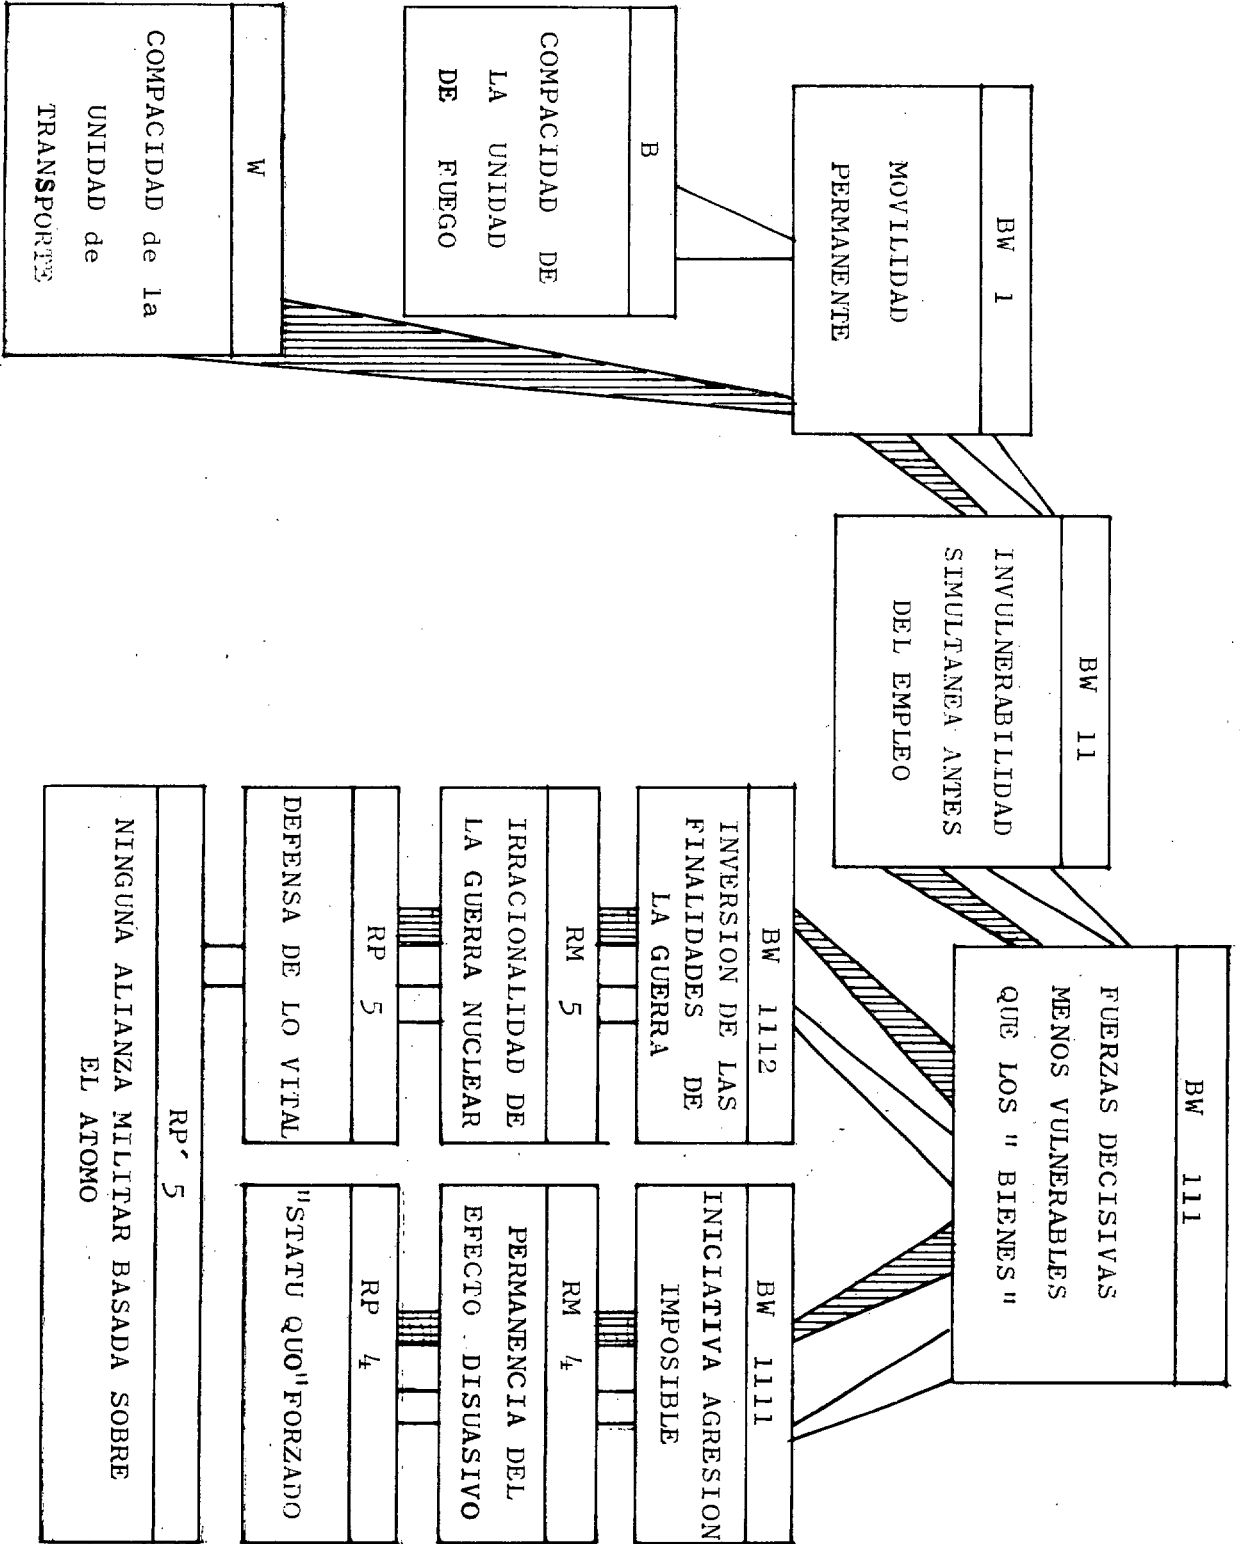 BW 1
MOVILIDAD
PERMANENTE
B
COMPACIDAD DE
LA UNIDAD
DE FUEGO
W
COMPACIDAD de la
UNIDAD de
TRANSPORTE
BW 11
INVULNERABILIDAD
SIMULTANEA ANTES
DEL EMPLEO
BW 111
FUERZAS DECISIVAS
MENOS VULNERABLES
QUE LOS " BIENES "
BW 1112
INVERSION DE LAS
FINALIDADES DE
LA GUERRA
BW 1111
INICIATIVA AGRESION
IMPOSIBLE
RM 5
IRRACIONALIDAD DE
LA GUERRA NUCLEAR
RM 4
PERMANENCIA DEL
EFECTO DISUASIVO
RP 5
DEFENSA DE LO VITAL
RP 4
"STATU QUO" FORZADO
RP´ 5
NINGUNA ALIANZA MILITAR BASADA SOBRE
EL ATOMO